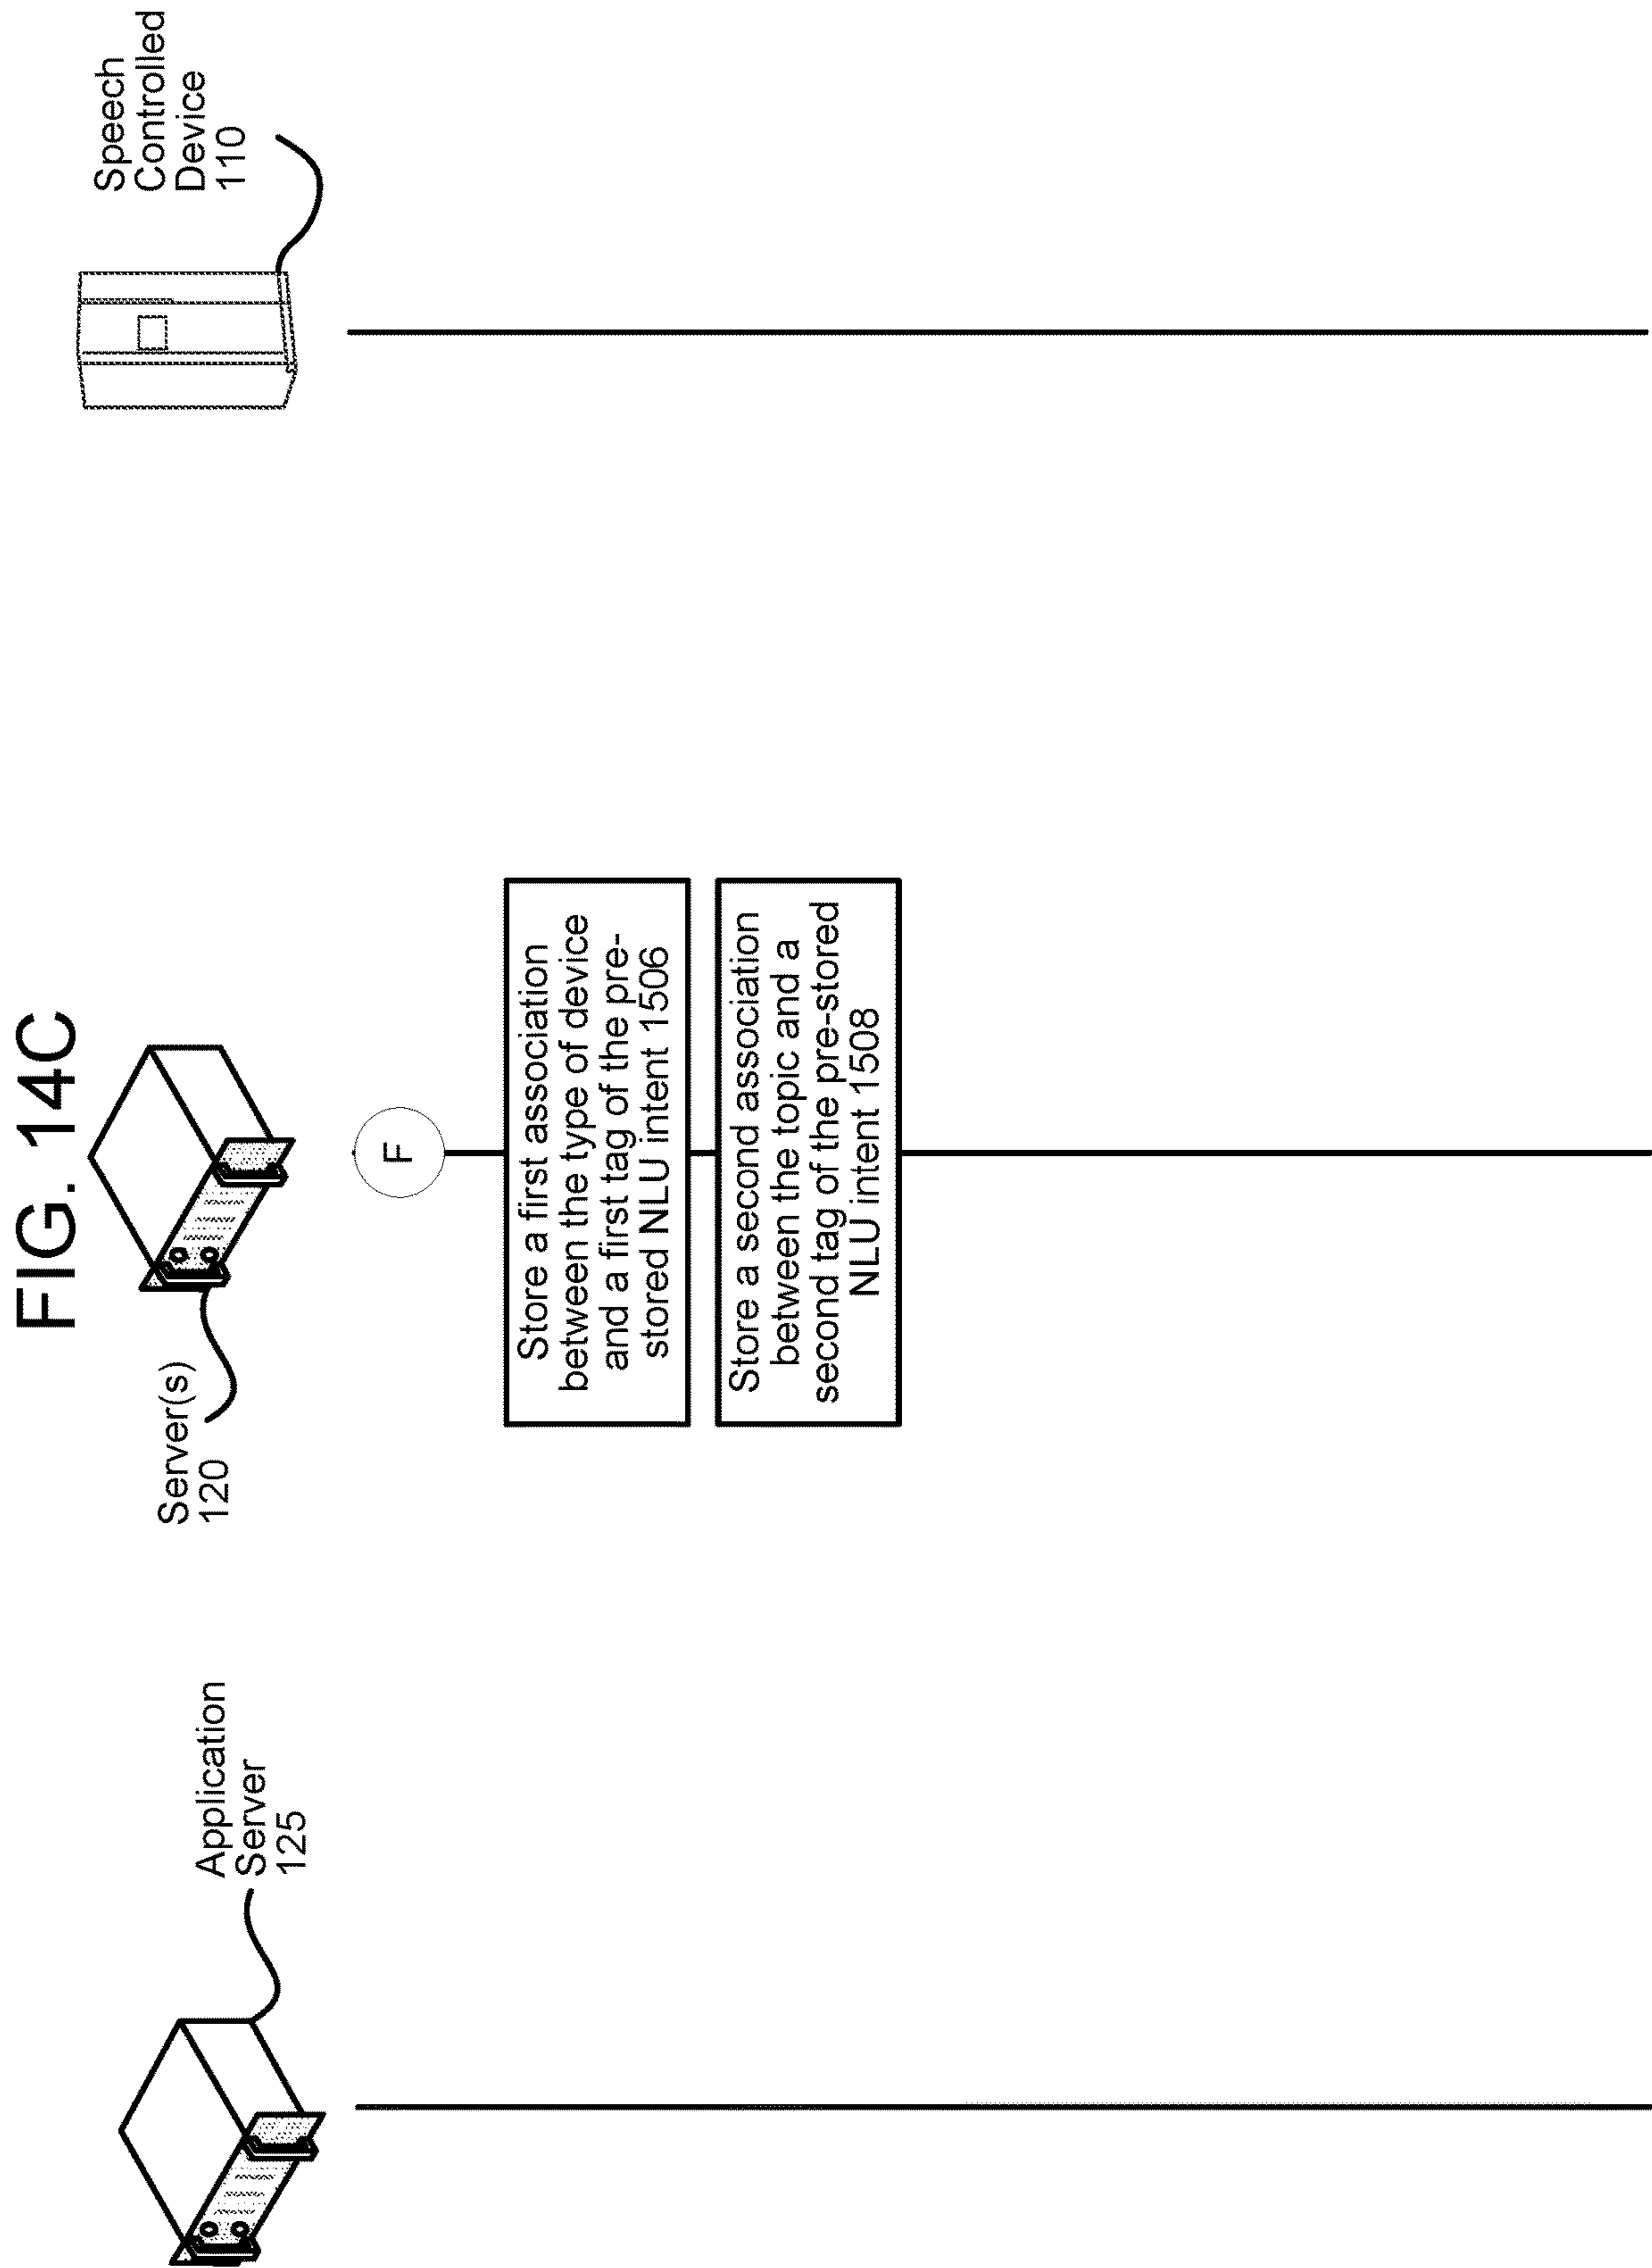 FIG. 14C
Application
Server
125
Server(s)
120
Speech
Controlled
Device
110
F
Store a first association
between the type of device
and a first tag of the pre-
stored NLU intent 1506
Store a second association
between the topic and a
second tag of the pre-stored
NLU intent 1508